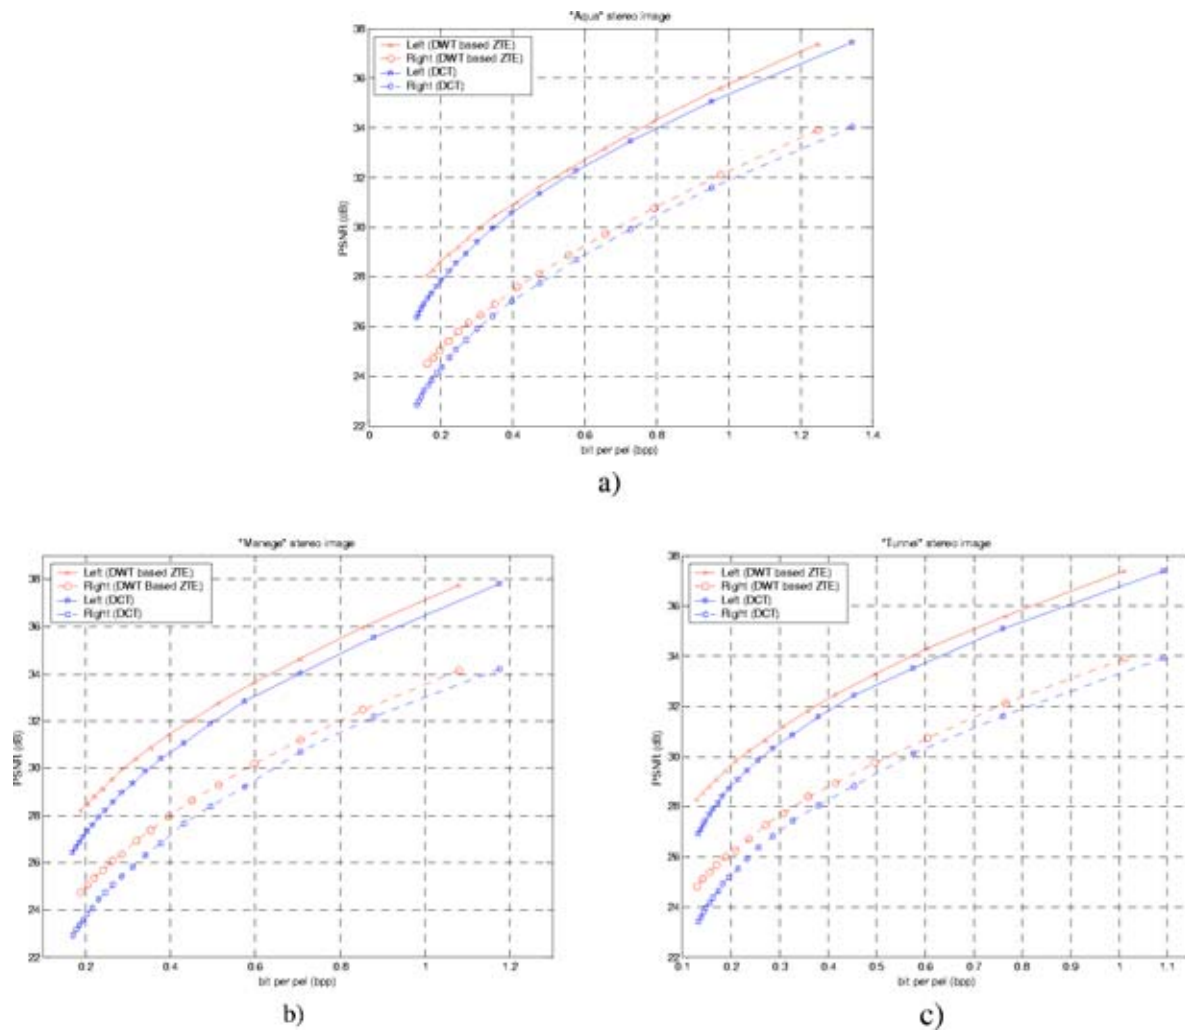 "Aqua" stereo image
38
36
34
32
30
28
26
24
22
PSNR (dB)
Left (DWT based ZTE)
Right (DWT based ZTE)
Left (DCT)
Right (DCT)
0 0.2 0.4 0.6 0.8 1 1.2 1.4
bit per pel (bpp)
a)
"Manege" stereo image
38
36
34
32
30
28
26
24
22
PSNR (dB)
Left (DWT based ZTE)
Right (DWT Based ZTE)
Left (DCT)
Right (DCT)
0.2 0.4 0.6 0.8 1 1.2
bit per pel (bpp)
b)
"Tunnel" stereo image
38
36
34
32
30
28
26
24
22
PSNR (dB)
Left (DWT based ZTE)
Right (DWT based ZTE)
Left (DCT)
Right (DCT)
0.1 0.2 0.3 0.4 0.5 0.6 0.7 0.8 0.9 1 1.1
bit per pel (bpp)
c)